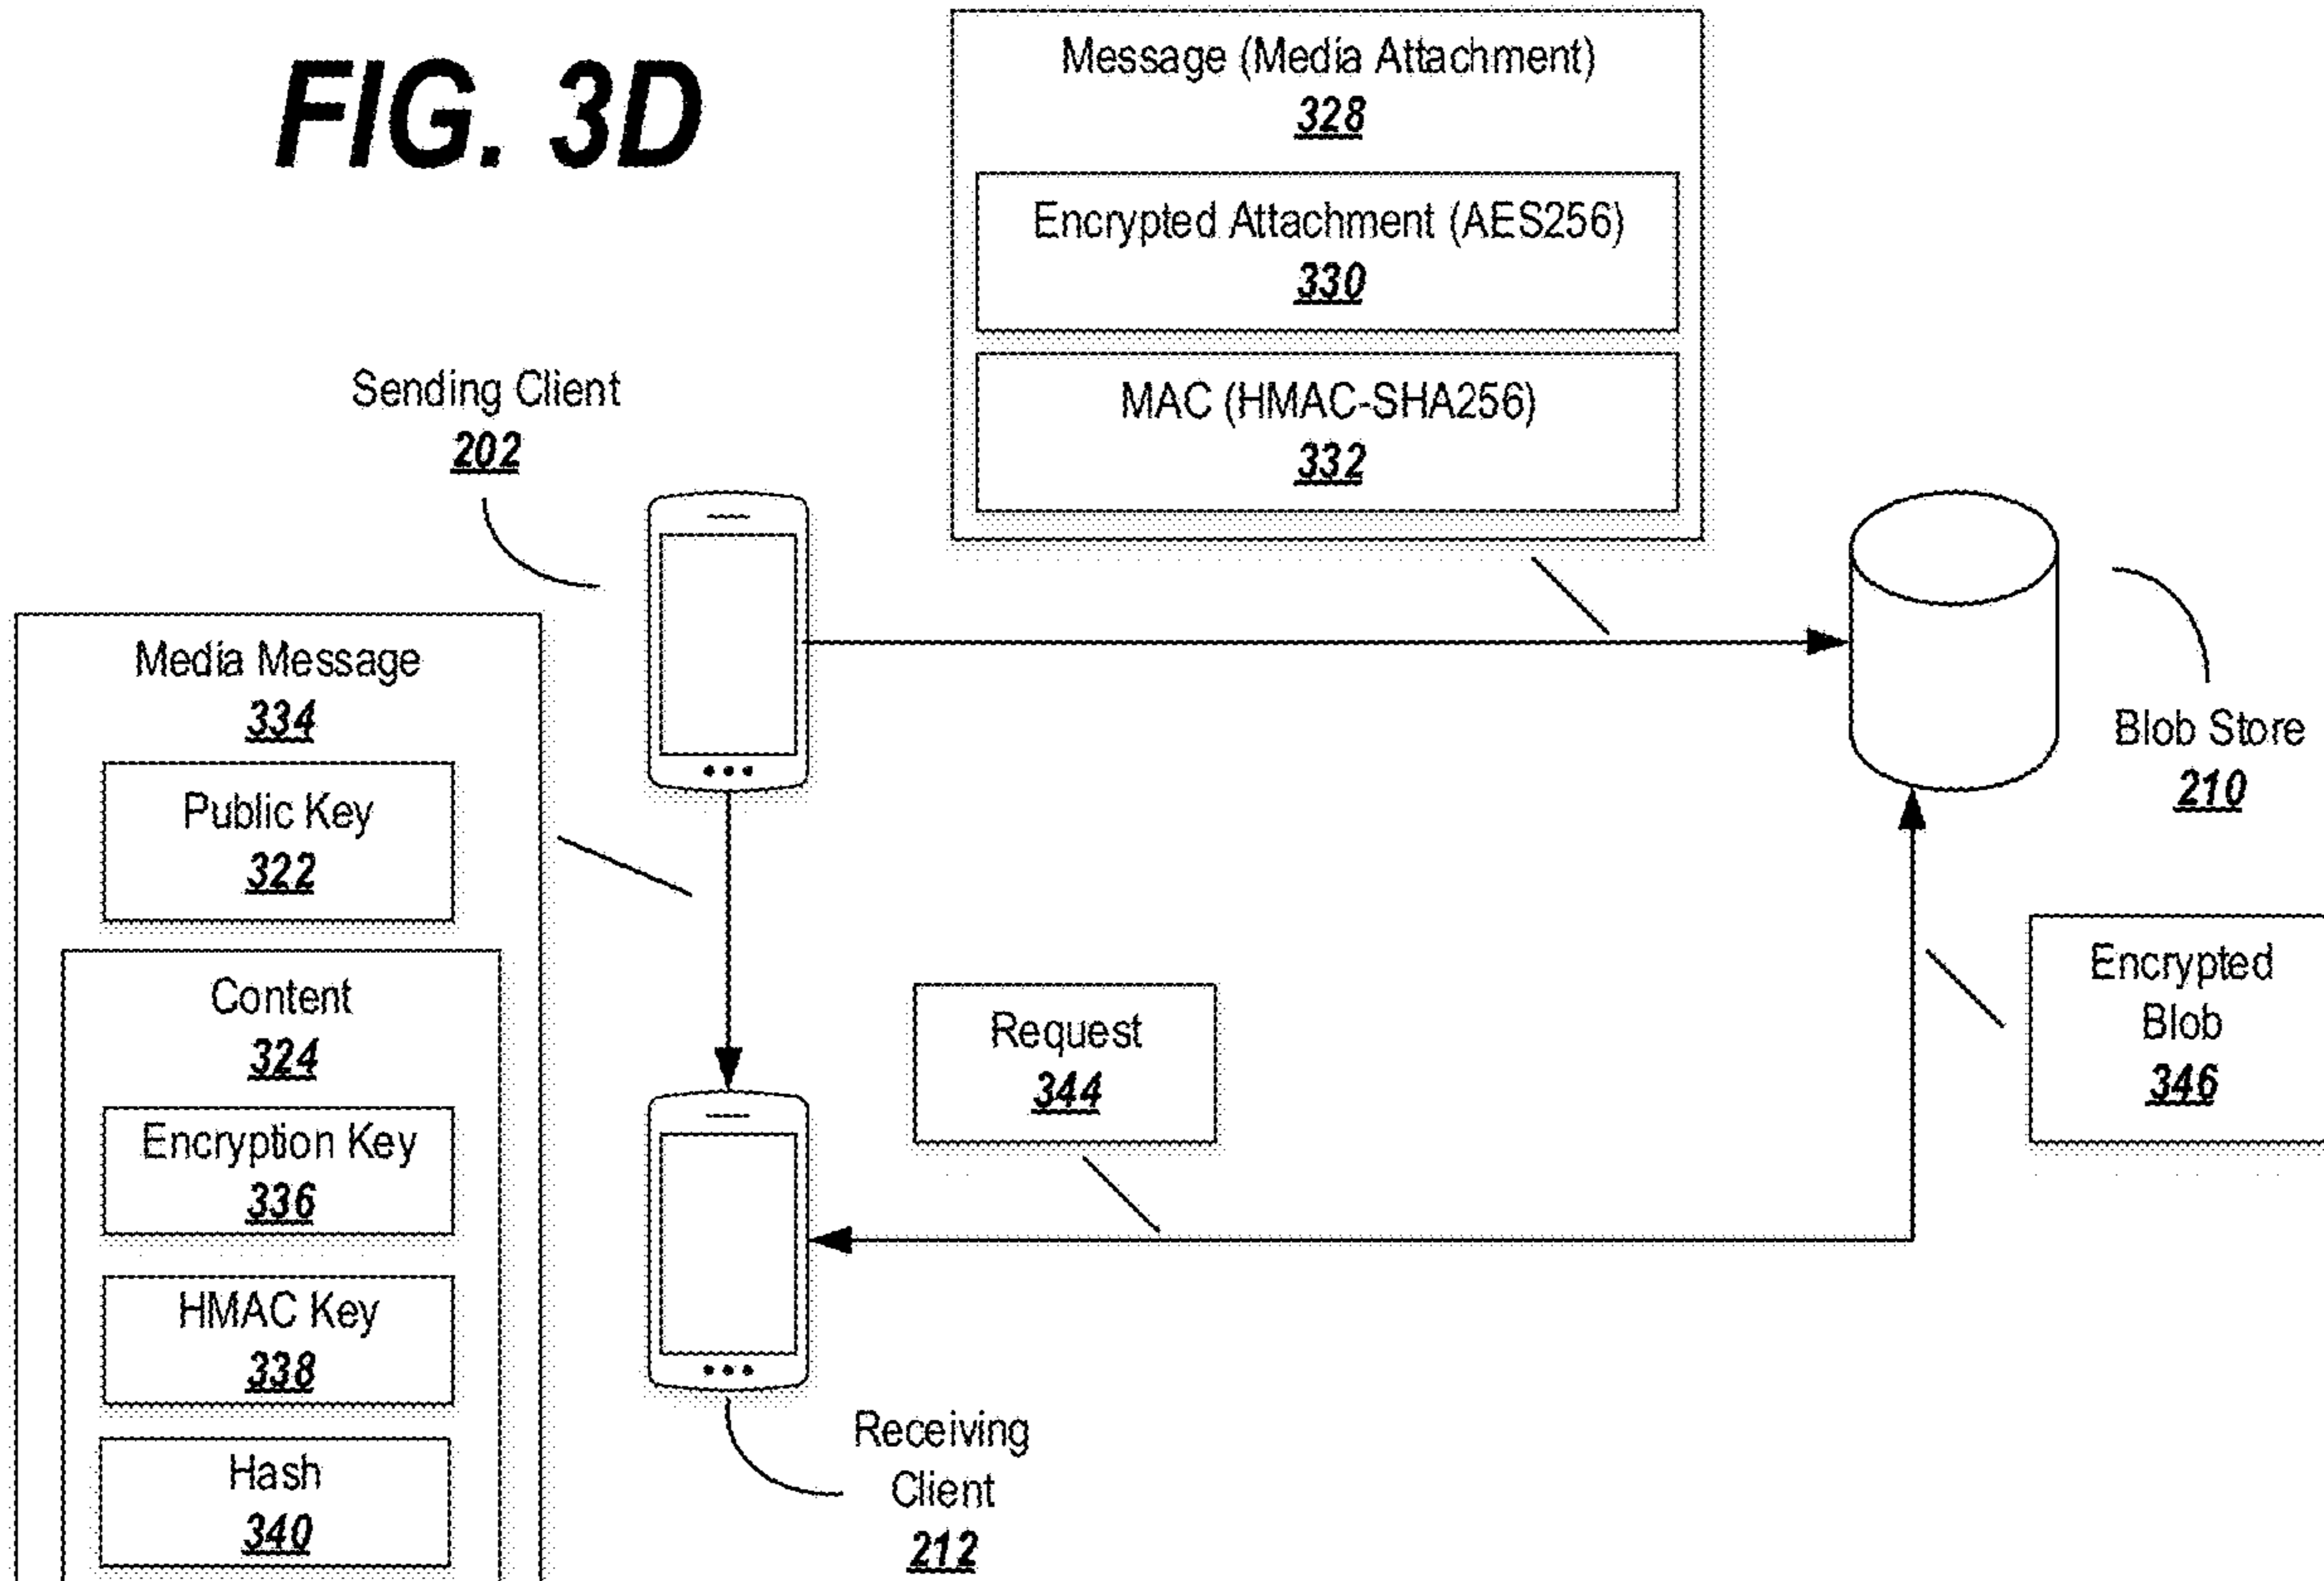 FIG. 3D
Message (Media Attachment)
328
Encrypted Attachment (AES256)
330
MAC (HMAC-SHA256)
332
Sending Client
202
Media Message
334
Public Key
322
Content
324
Encryption Key
336
HMAC Key
338
Hash
340
Blob Store
210
Encrypted
Blob
346
Request
344
Receiving
Client
212